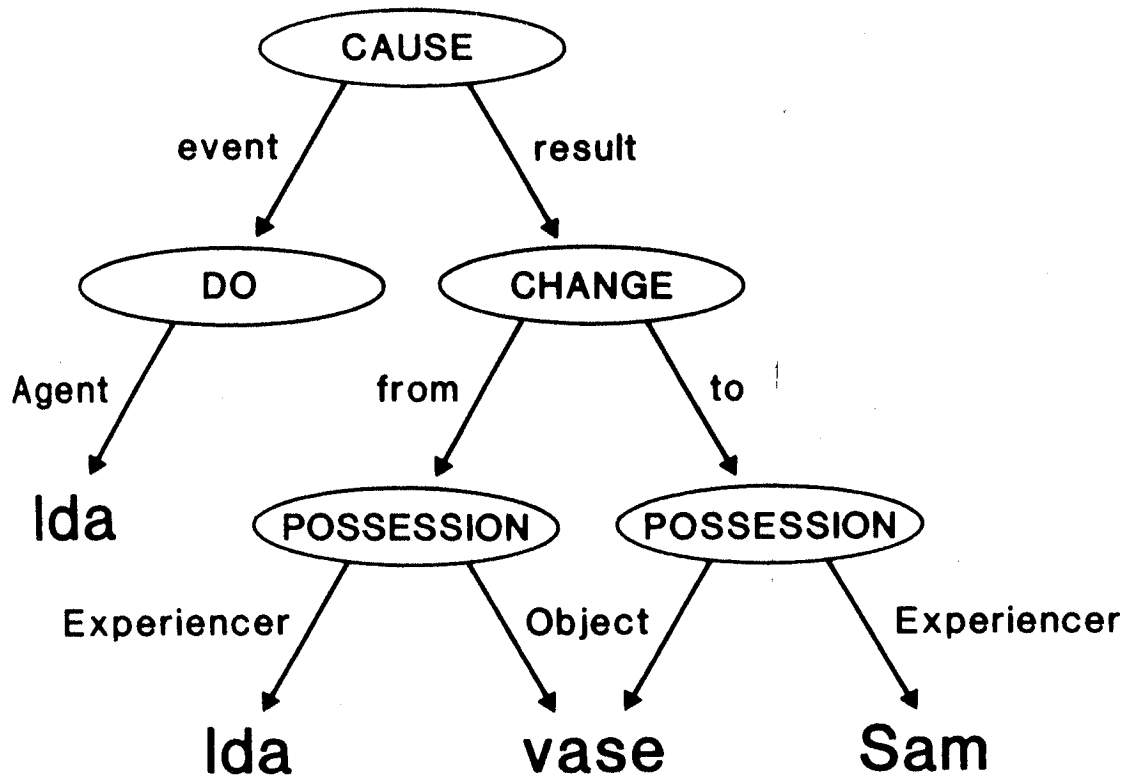 CAUSE
event result
DO CHANGE
Agent from to
Ida
POSSESSION POSSESSION
Experiencer Object Experiencer
Ida vase Sam